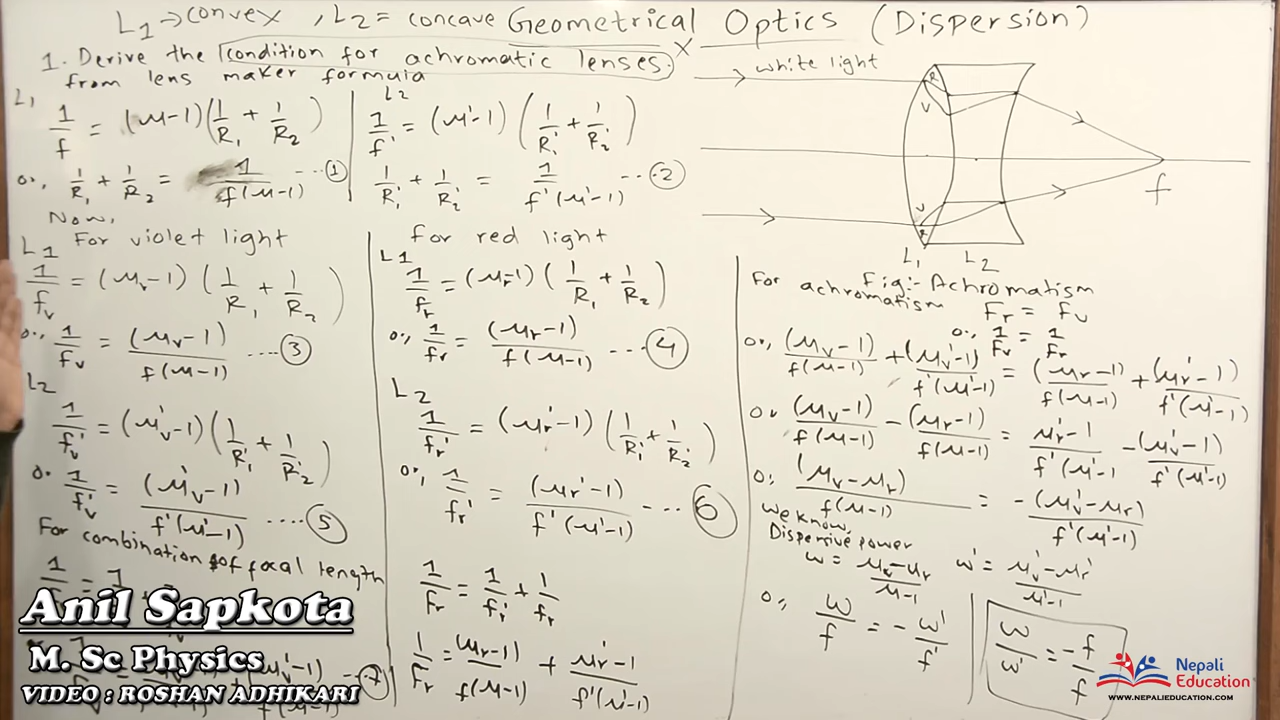 L₁→convex , L₂ = concave Geometrical Optics (Dispersion)
1. Derive the condition for achromatic lenses.
from lens maker formula
L₁
1/f = (μ-1)(1/R₁ + 1/R₂)
or, 1/R₁ + 1/R₂ = 1/f(μ-1) ---①
L₂
1/f' = (μ'-1) (1/R₁' + 1/R₂')
1/R₁' + 1/R₂' = 1/f'(μ'-1) ---②
white light
R
V
V
R
f
L₁ L₂
Fig:- Achromatism
Now,
For violet light
L₁
1/fᵥ = (μᵥ-1) (1/R₁ + 1/R₂)
or, 1/fᵥ = (μᵥ-1)/f(μ-1) ----③
L₂
1/fᵥ' = (μᵥ'-1)(1/R₁' + 1/R₂')
or 1/fᵥ' = (μᵥ'-1)/f'(μ'-1) ----⑤
For combination of focal length
For red light
L₁
1/fᵣ = (μᵣ-1) (1/R₁ + 1/R₂)
or, 1/fᵣ = (μᵣ-1)/f(μ-1) ---④
L₂
1/fᵣ' = (μᵣ'-1) (1/R₁' + 1/R₂')
or, 1/fᵣ' = (μᵣ'-1)/f'(μ'-1) ---⑥
1/Fᵣ = 1/fᵣ' + 1/fᵣ
1/Fᵣ = (μᵣ-1)/f(μ-1) + μᵣ'-1/f'(μ'-1)
For achromatism Fᵣ = Fᵥ
or, 1/Fᵥ = 1/Fᵣ
or, (μᵥ-1)/f(μ-1) + (μᵥ'-1)/f'(μ'-1) = (μᵣ-1)/f(μ-1) + (μᵣ'-1)/f'(μ'-1)
or (μᵥ-1)/f(μ-1) - (μᵣ-1)/f(μ-1) = μᵣ'-1/f'(μ'-1 - (μᵥ'-1)/f'(μ'-1)
or, (μᵥ-μᵣ)/f(μ-1) = -(μᵥ'-μᵣ)/f'(μ'-1)
We know,
Dispersive power
ω = μᵥ-μᵣ/μ-1 ω' = μᵥ'-μᵣ'/μ'-1
or, ω/f = -ω'/f'
ω/ω' = -f/f
Anil Sapkota
M. Sc Physics
VIDEO : ROSHAN ADHIKARI
Nepali
Education
WWW.NEPALIEDUCATION.COM